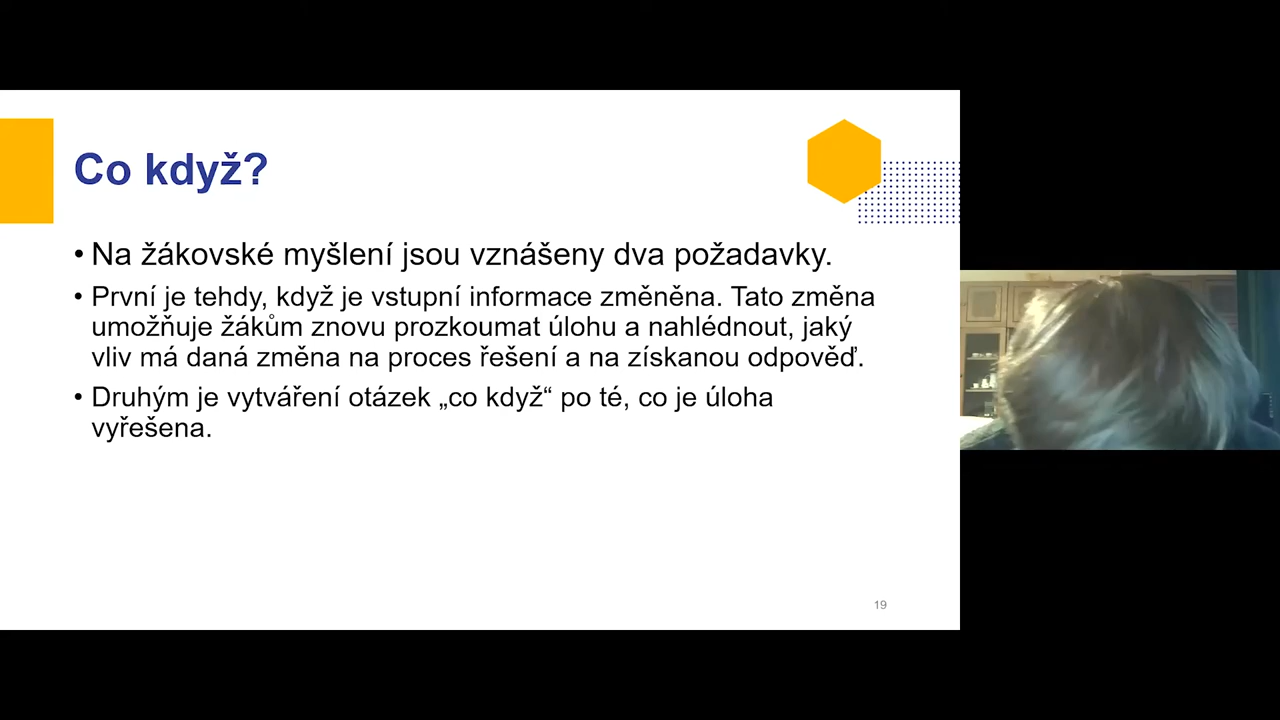 Co když?
• Na žákovské myšlení jsou vznášeny dva požadavky.
• První je tehdy, když je vstupní informace změněna. Tato změna
umožňuje žákům znovu prozkoumat úlohu a nahlédnout, jaký
vliv má daná změna na proces řešení a na získanou odpověď.
• Druhým je vytváření otázek „co když“ po té, co je úloha
vyřešena.
19